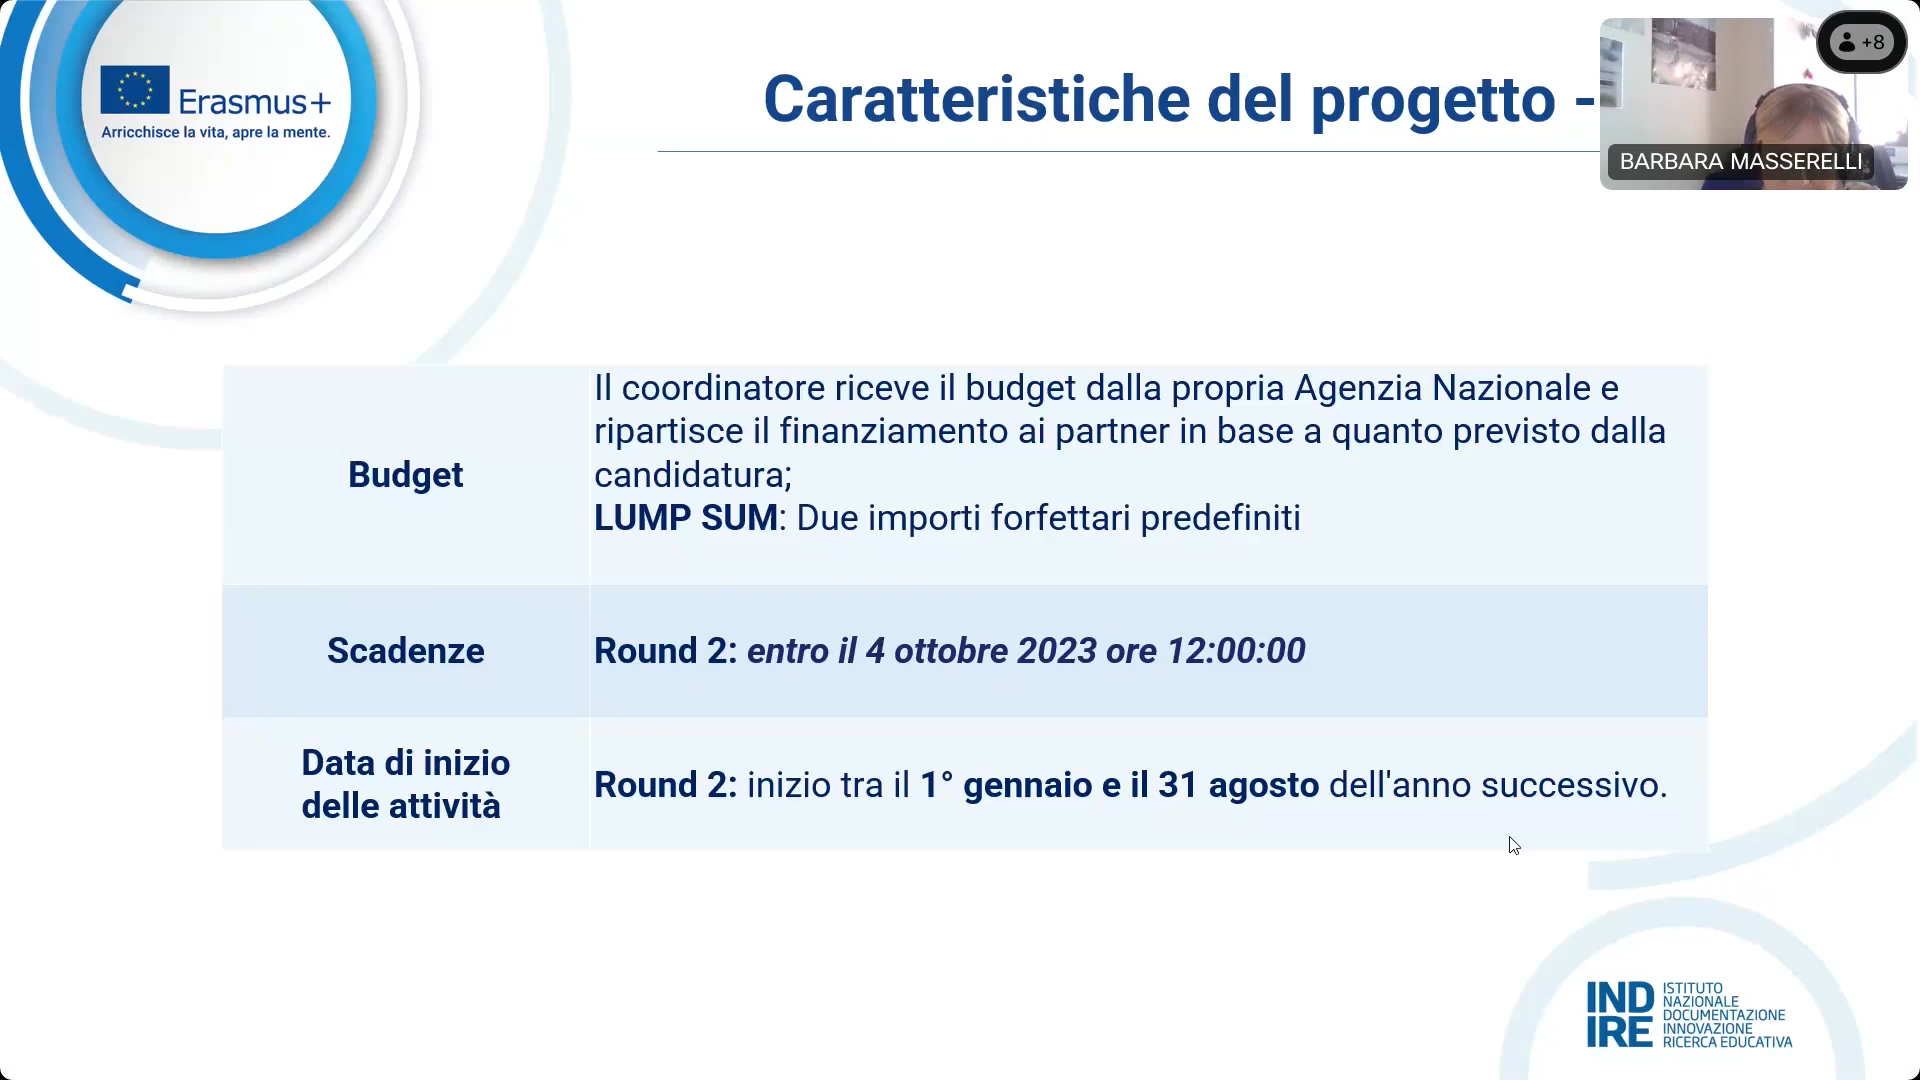 Erasmus+
Arricchisce la vita, apre la mente.
Caratteristiche del progetto -
+8
BARBARA MASSERELLI
Budget
Il coordinatore riceve il budget dalla propria Agenzia Nazionale e
ripartisce il finanziamento ai partner in base a quanto previsto dalla
candidatura;
LUMP SUM: Due importi forfettari predefiniti
Scadenze
Round 2: entro il 4 ottobre 2023 ore 12:00:00
Data di inizio
delle attività
Round 2: inizio tra il 1° gennaio e il 31 agosto dell'anno successivo.
IND
IRE
ISTITUTO
NAZIONALE
DOCUMENTAZIONE
INNOVAZIONE
RICERCA EDUCATIVA